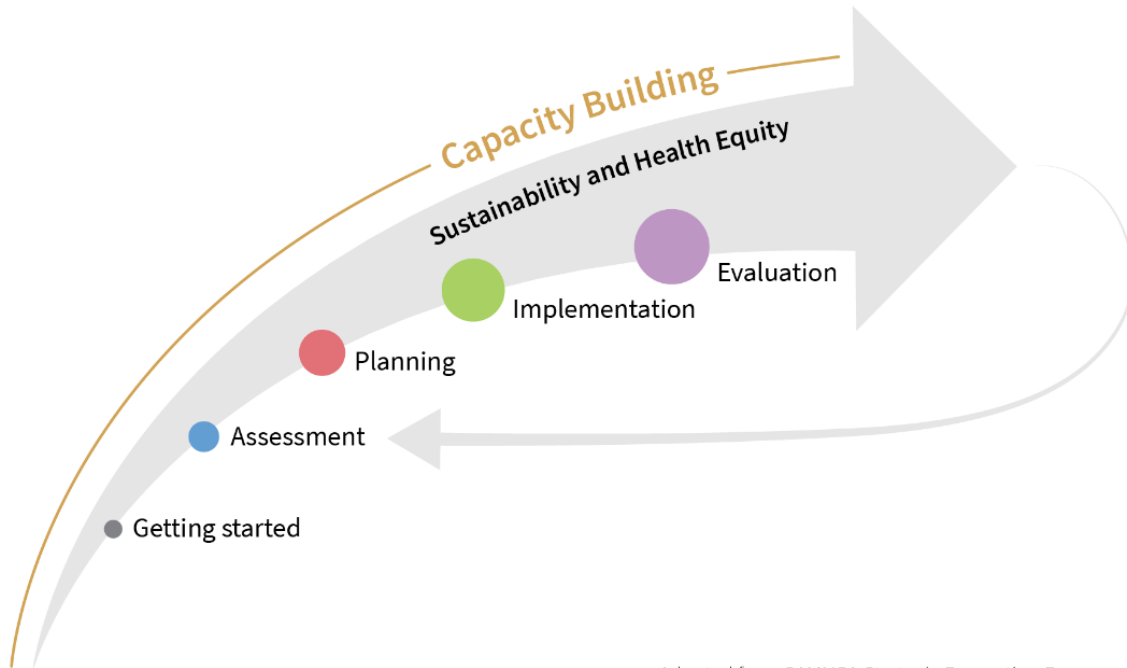 Capacity Building
Sustainability and Health Equity
Evaluation
Implementation
Planning
Assessment
Getting started